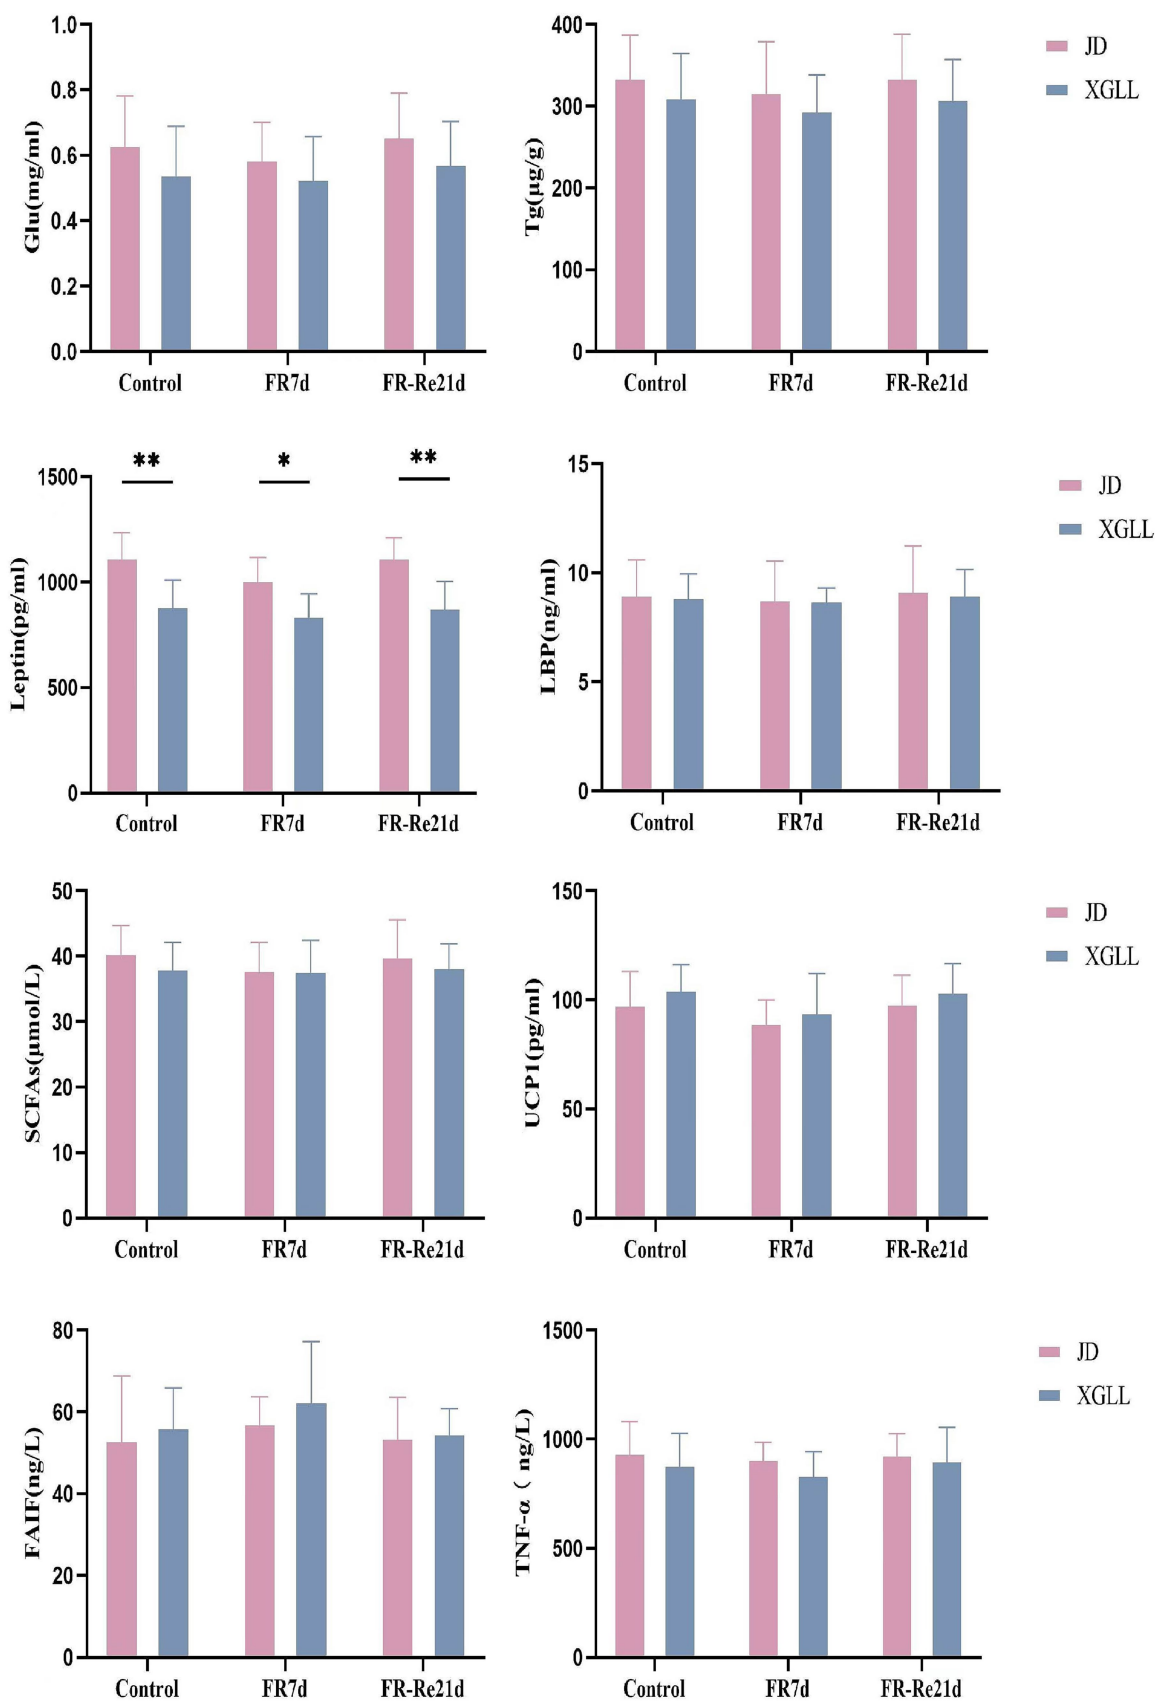 Glu(mg/ml)
1.0
0.8
0.6
0.4
0.2
0.0
Control FR7d FR-Re21d
Tg(μg/g)
400
300
200
100
0
Control FR7d FR-Re21d
JD
XGLL
Leptin(pg/ml)
1500
1000
500
0
** * **
Control FR7d FR-Re21d
LBP(ng/ml)
15
10
5
0
Control FR7d FR-Re21d
JD
XGLL
SCFAs(μmol/L)
50
40
30
20
10
0
Control FR7d FR-Re21d
UCP1(pg/ml)
150
100
50
0
Control FR7d FR-Re21d
JD
XGLL
FAIF(ng/L)
80
60
40
20
0
Control FR7d FR-Re21d
TNF-α( ng/L)
1500
1000
500
0
Control FR7d FR-Re21d
JD
XGLL